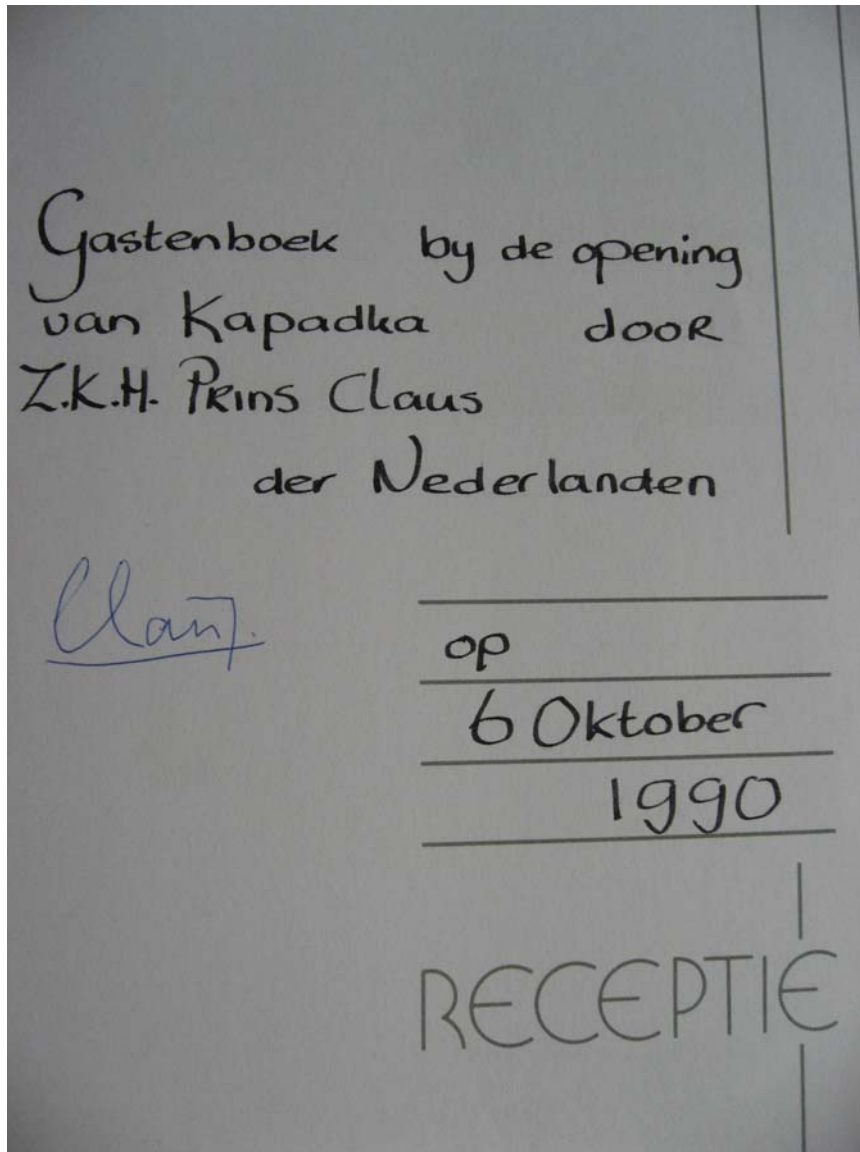 Gastenboek by de opening
van Kapadka door
Z.K.H. Prins Claus
der Nederlanden
Claus.
op
6 Oktober
1990
RECEPTIE